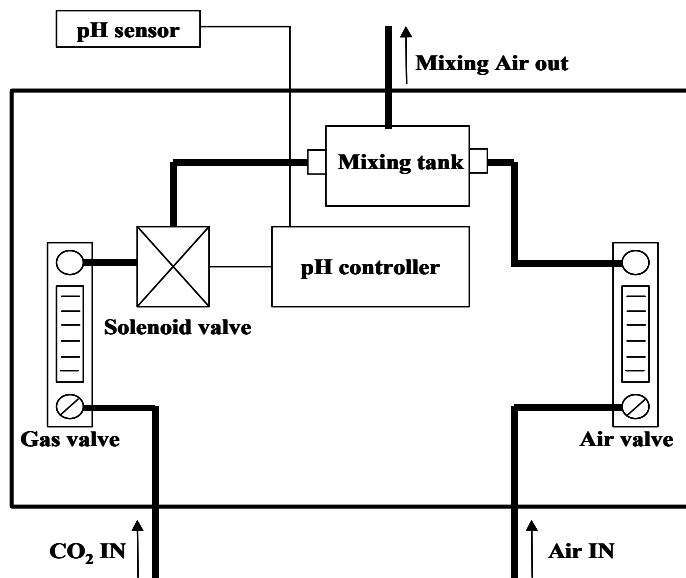 pH sensor
Mixing Air out
Mixing tank
pH controller
Solenoid valve
Gas valve
Air valve
CO₂ IN
Air IN